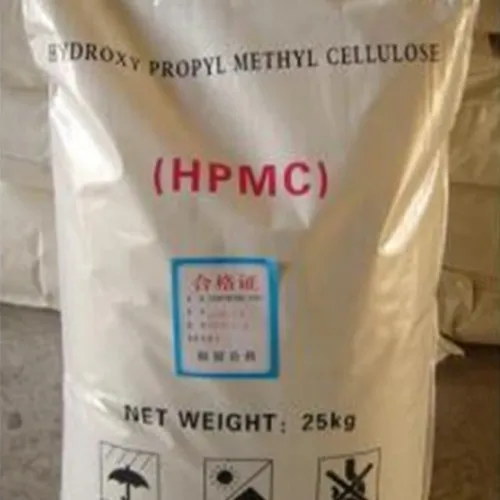 HYDROXY PROPYL METHYL CELLULOSE
(HPMC)
合格证
NET WEIGHT: 25kg